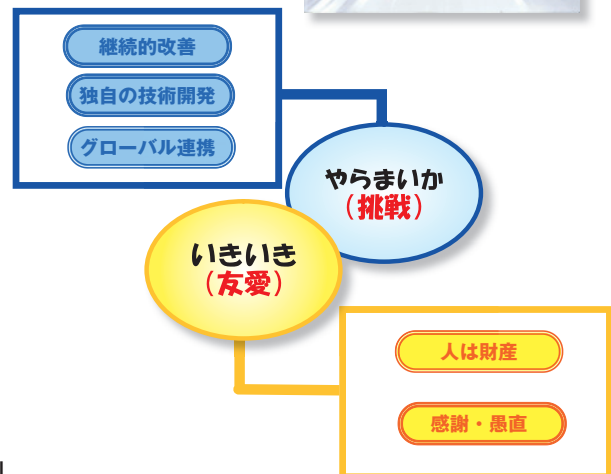 継続的改善
独自の技術開発
グローバル連携
やらまいか
（挑戦）
いきいき
（友愛）
人は財産
感謝・愚直